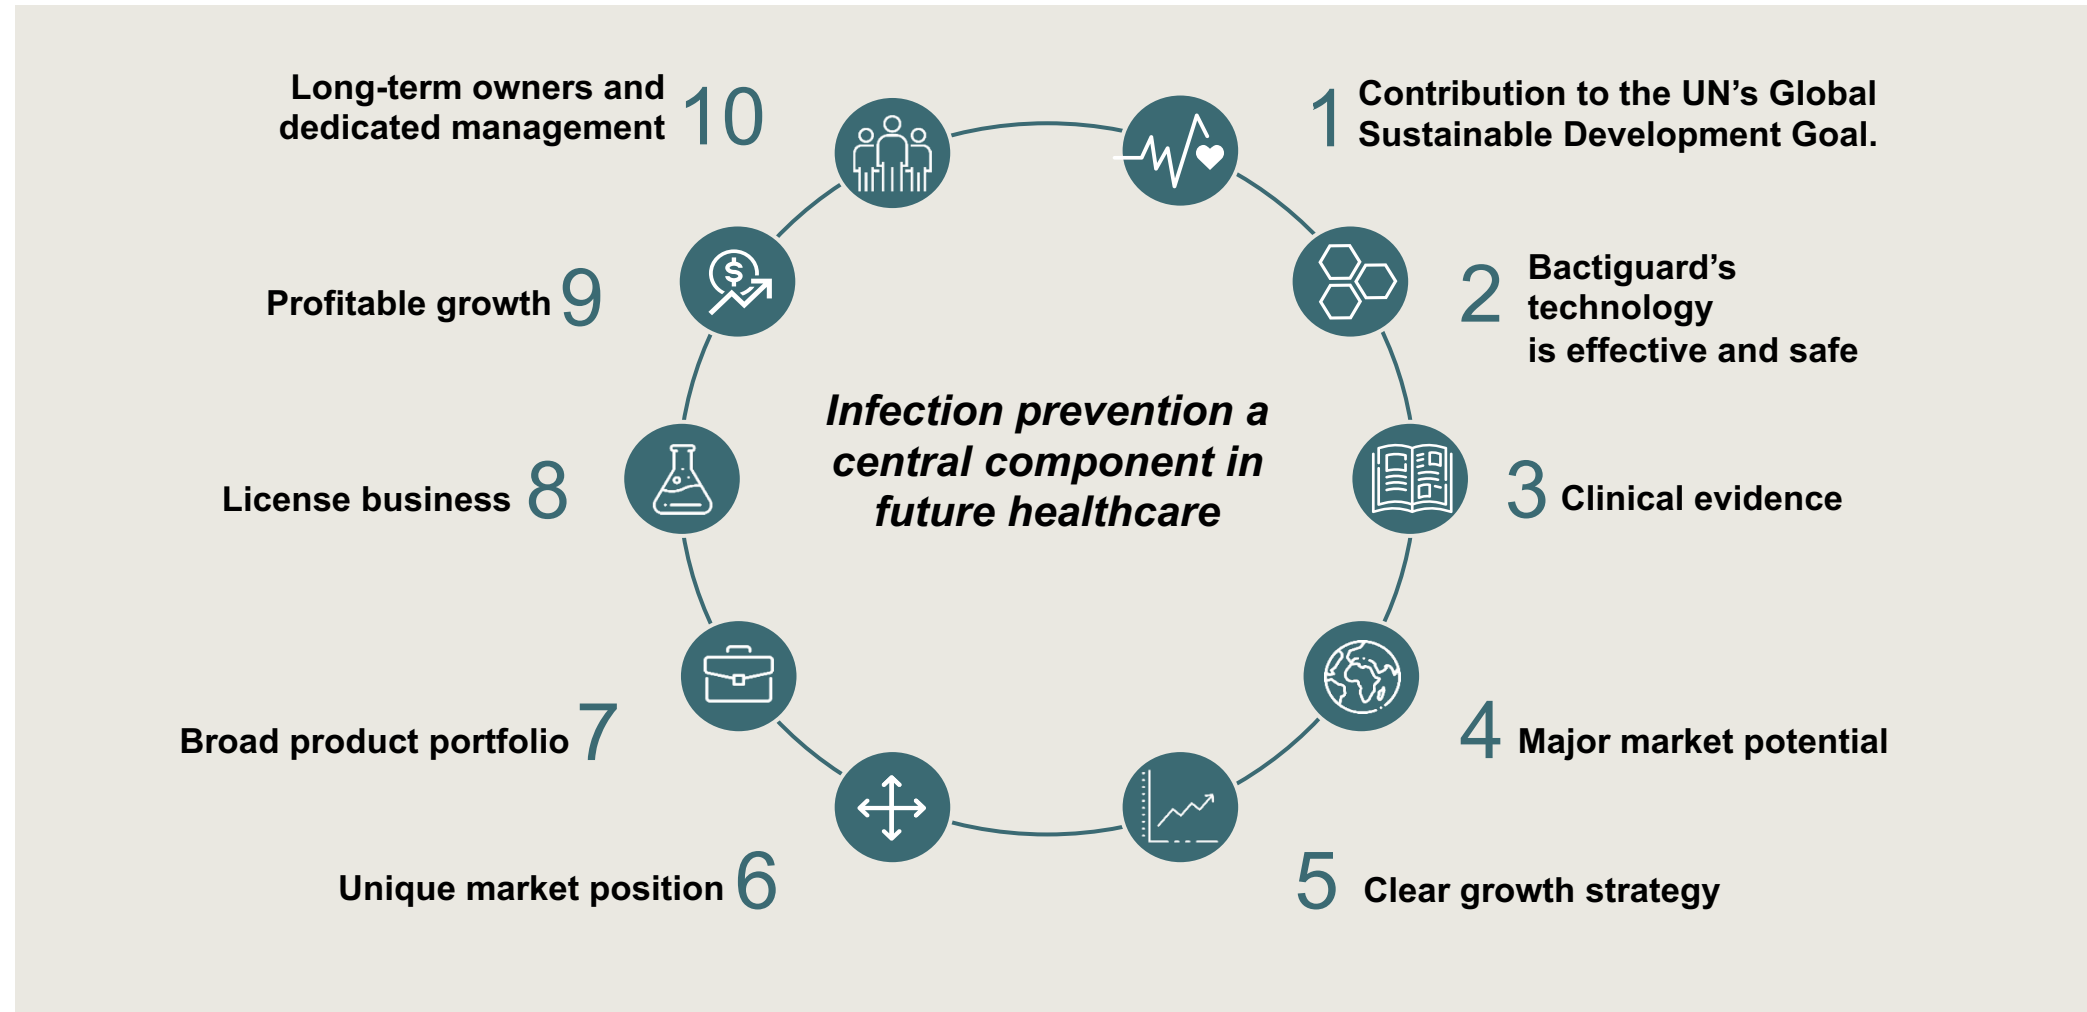 1
Contribution to the UN’s Global
Sustainable Development Goal.
2
Bactiguard’s
technology
is effective and safe
3
Clinical evidence
4
Major market potential
5
Clear growth strategy
6
Unique market position
7
Broad product portfolio
8
License business
9
Profitable growth
10
Long-term owners and
dedicated management
Infection prevention a
central component in
future healthcare
$